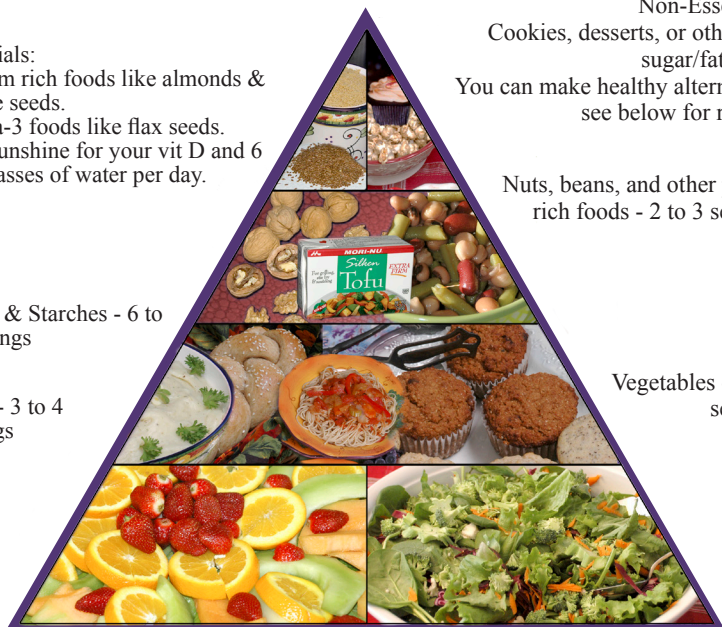 ials:
m rich foods like almonds &
e seeds.
a-3 foods like flax seeds.
unshine for your vit D and 6
asses of water per day.
Non-Esse
Cookies, desserts, or oth
sugar/fat
You can make healthy altern
see below for r
Nuts, beans, and other
rich foods - 2 to 3 se
MORI-NU
Silken
Tofu
EXTRA
FIRM
& Starches - 6 to
ngs
- 3 to 4
gs
Vegetables
se